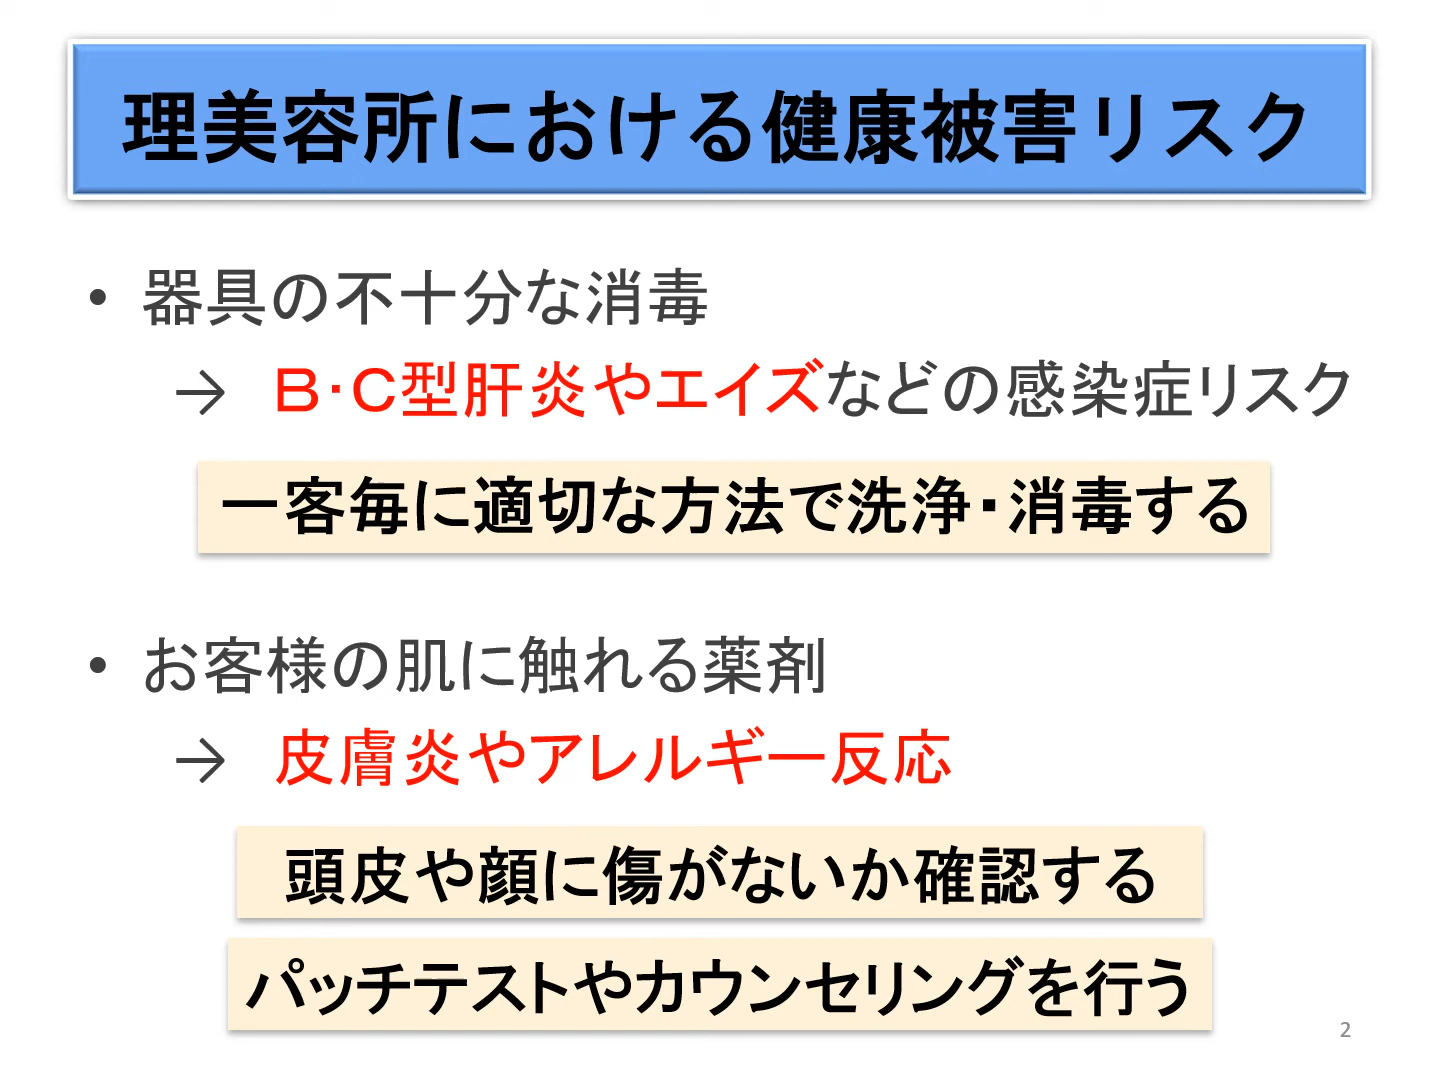 理美容所における健康被害リスク
• 器具の不十分な消毒
→ Ｂ・Ｃ型肝炎やエイズなどの感染症リスク
一客毎に適切な方法で洗浄・消毒する
• お客様の肌に触れる薬剤
→ 皮膚炎やアレルギー反応
頭皮や顔に傷がないか確認する
パッチテストやカウンセリングを行う
2